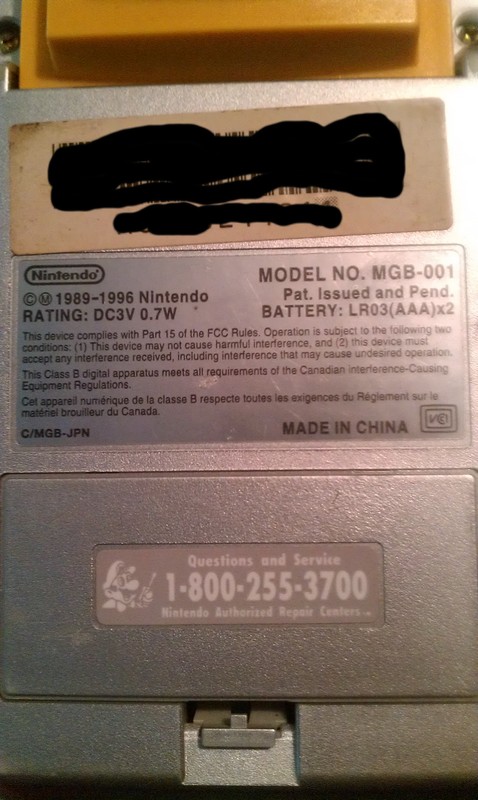 Nintendo®
MODEL NO. MGB-001
©Ⓜ 1989-1996 Nintendo
Pat. Issued and Pend.
RATING: DC3V 0.7W
BATTERY: LR03(AAA)x2
This device complies with Part 15 of the FCC Rules. Operation is subject to the following two
conditions: (1) This device may not cause harmful interference, and (2) this device must
accept any interference received, including interference that may cause undesired operation.
This Class B digital apparatus meets all requirements of the Canadian interference-Causing
Equipment Regulations.
Cet appareil numérique de la classe B respecte toutes les exigences du Réglement sur le
matériel brouilleur du Canada.
C/MGB-JPN
MADE IN CHINA
Questions and Service
1-800-255-3700
Nintendo Authorized Repair Centers